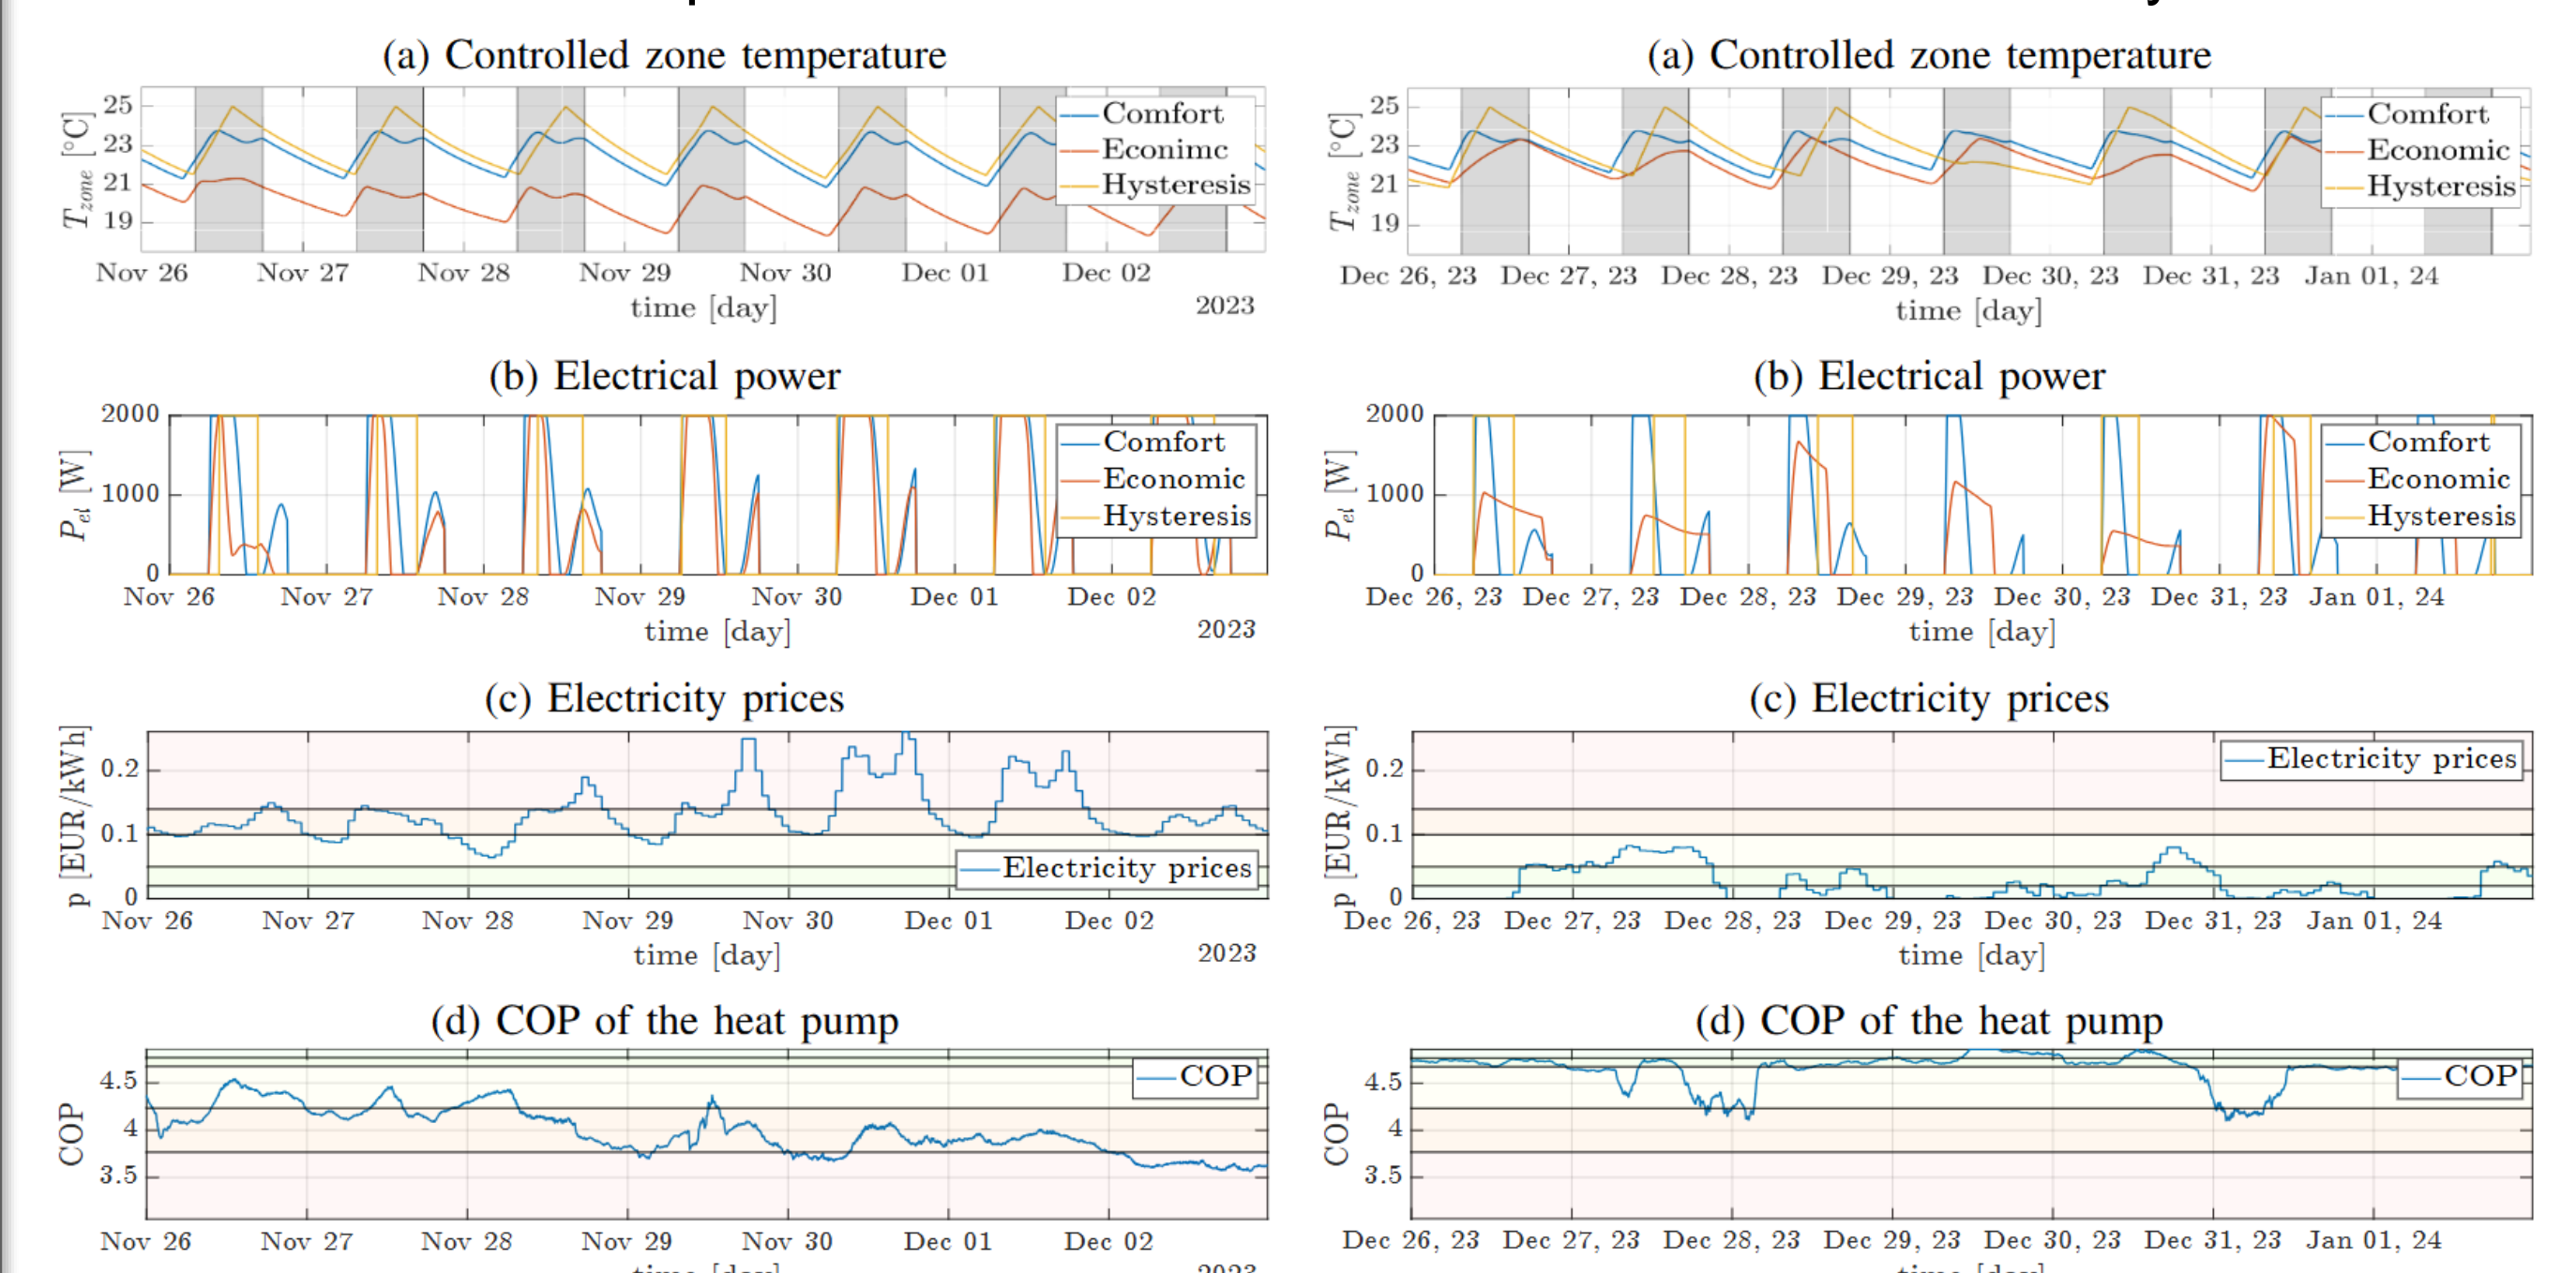 (a) Controlled zone temperature
T_zone [°C]
25
23
21
19
Comfort
Econimc
Hysteresis
Nov 26 Nov 27 Nov 28 Nov 29 Nov 30 Dec 01 Dec 02
time [day] 2023
(b) Electrical power
P_el [W]
2000
1000
0
Comfort
Economic
Hysteresis
Nov 26 Nov 27 Nov 28 Nov 29 Nov 30 Dec 01 Dec 02
time [day] 2023
(c) Electricity prices
p [EUR/kWh]
0.2
0.1
0
Electricity prices
Nov 26 Nov 27 Nov 28 Nov 29 Nov 30 Dec 01 Dec 02
time [day] 2023
(d) COP of the heat pump
COP
4.5
4
3.5
COP
Nov 26 Nov 27 Nov 28 Nov 29 Nov 30 Dec 01 Dec 02
time [day] 2023
(a) Controlled zone temperature
T_zone [°C]
25
23
21
19
Comfort
Economic
Hysteresis
Dec 26, 23 Dec 27, 23 Dec 28, 23 Dec 29, 23 Dec 30, 23 Dec 31, 23 Jan 01, 24
time [day]
(b) Electrical power
P_el [W]
2000
1000
0
Comfort
Economic
Hysteresis
Dec 26, 23 Dec 27, 23 Dec 28, 23 Dec 29, 23 Dec 30, 23 Dec 31, 23 Jan 01, 24
time [day]
(c) Electricity prices
p [EUR/kWh]
0.2
0.1
0
Electricity prices
Dec 26, 23 Dec 27, 23 Dec 28, 23 Dec 29, 23 Dec 30, 23 Dec 31, 23 Jan 01, 24
time [day]
(d) COP of the heat pump
COP
4.5
4
3.5
COP
Dec 26, 23 Dec 27, 23 Dec 28, 23 Dec 29, 23 Dec 30, 23 Dec 31, 23 Jan 01, 24
time [day]